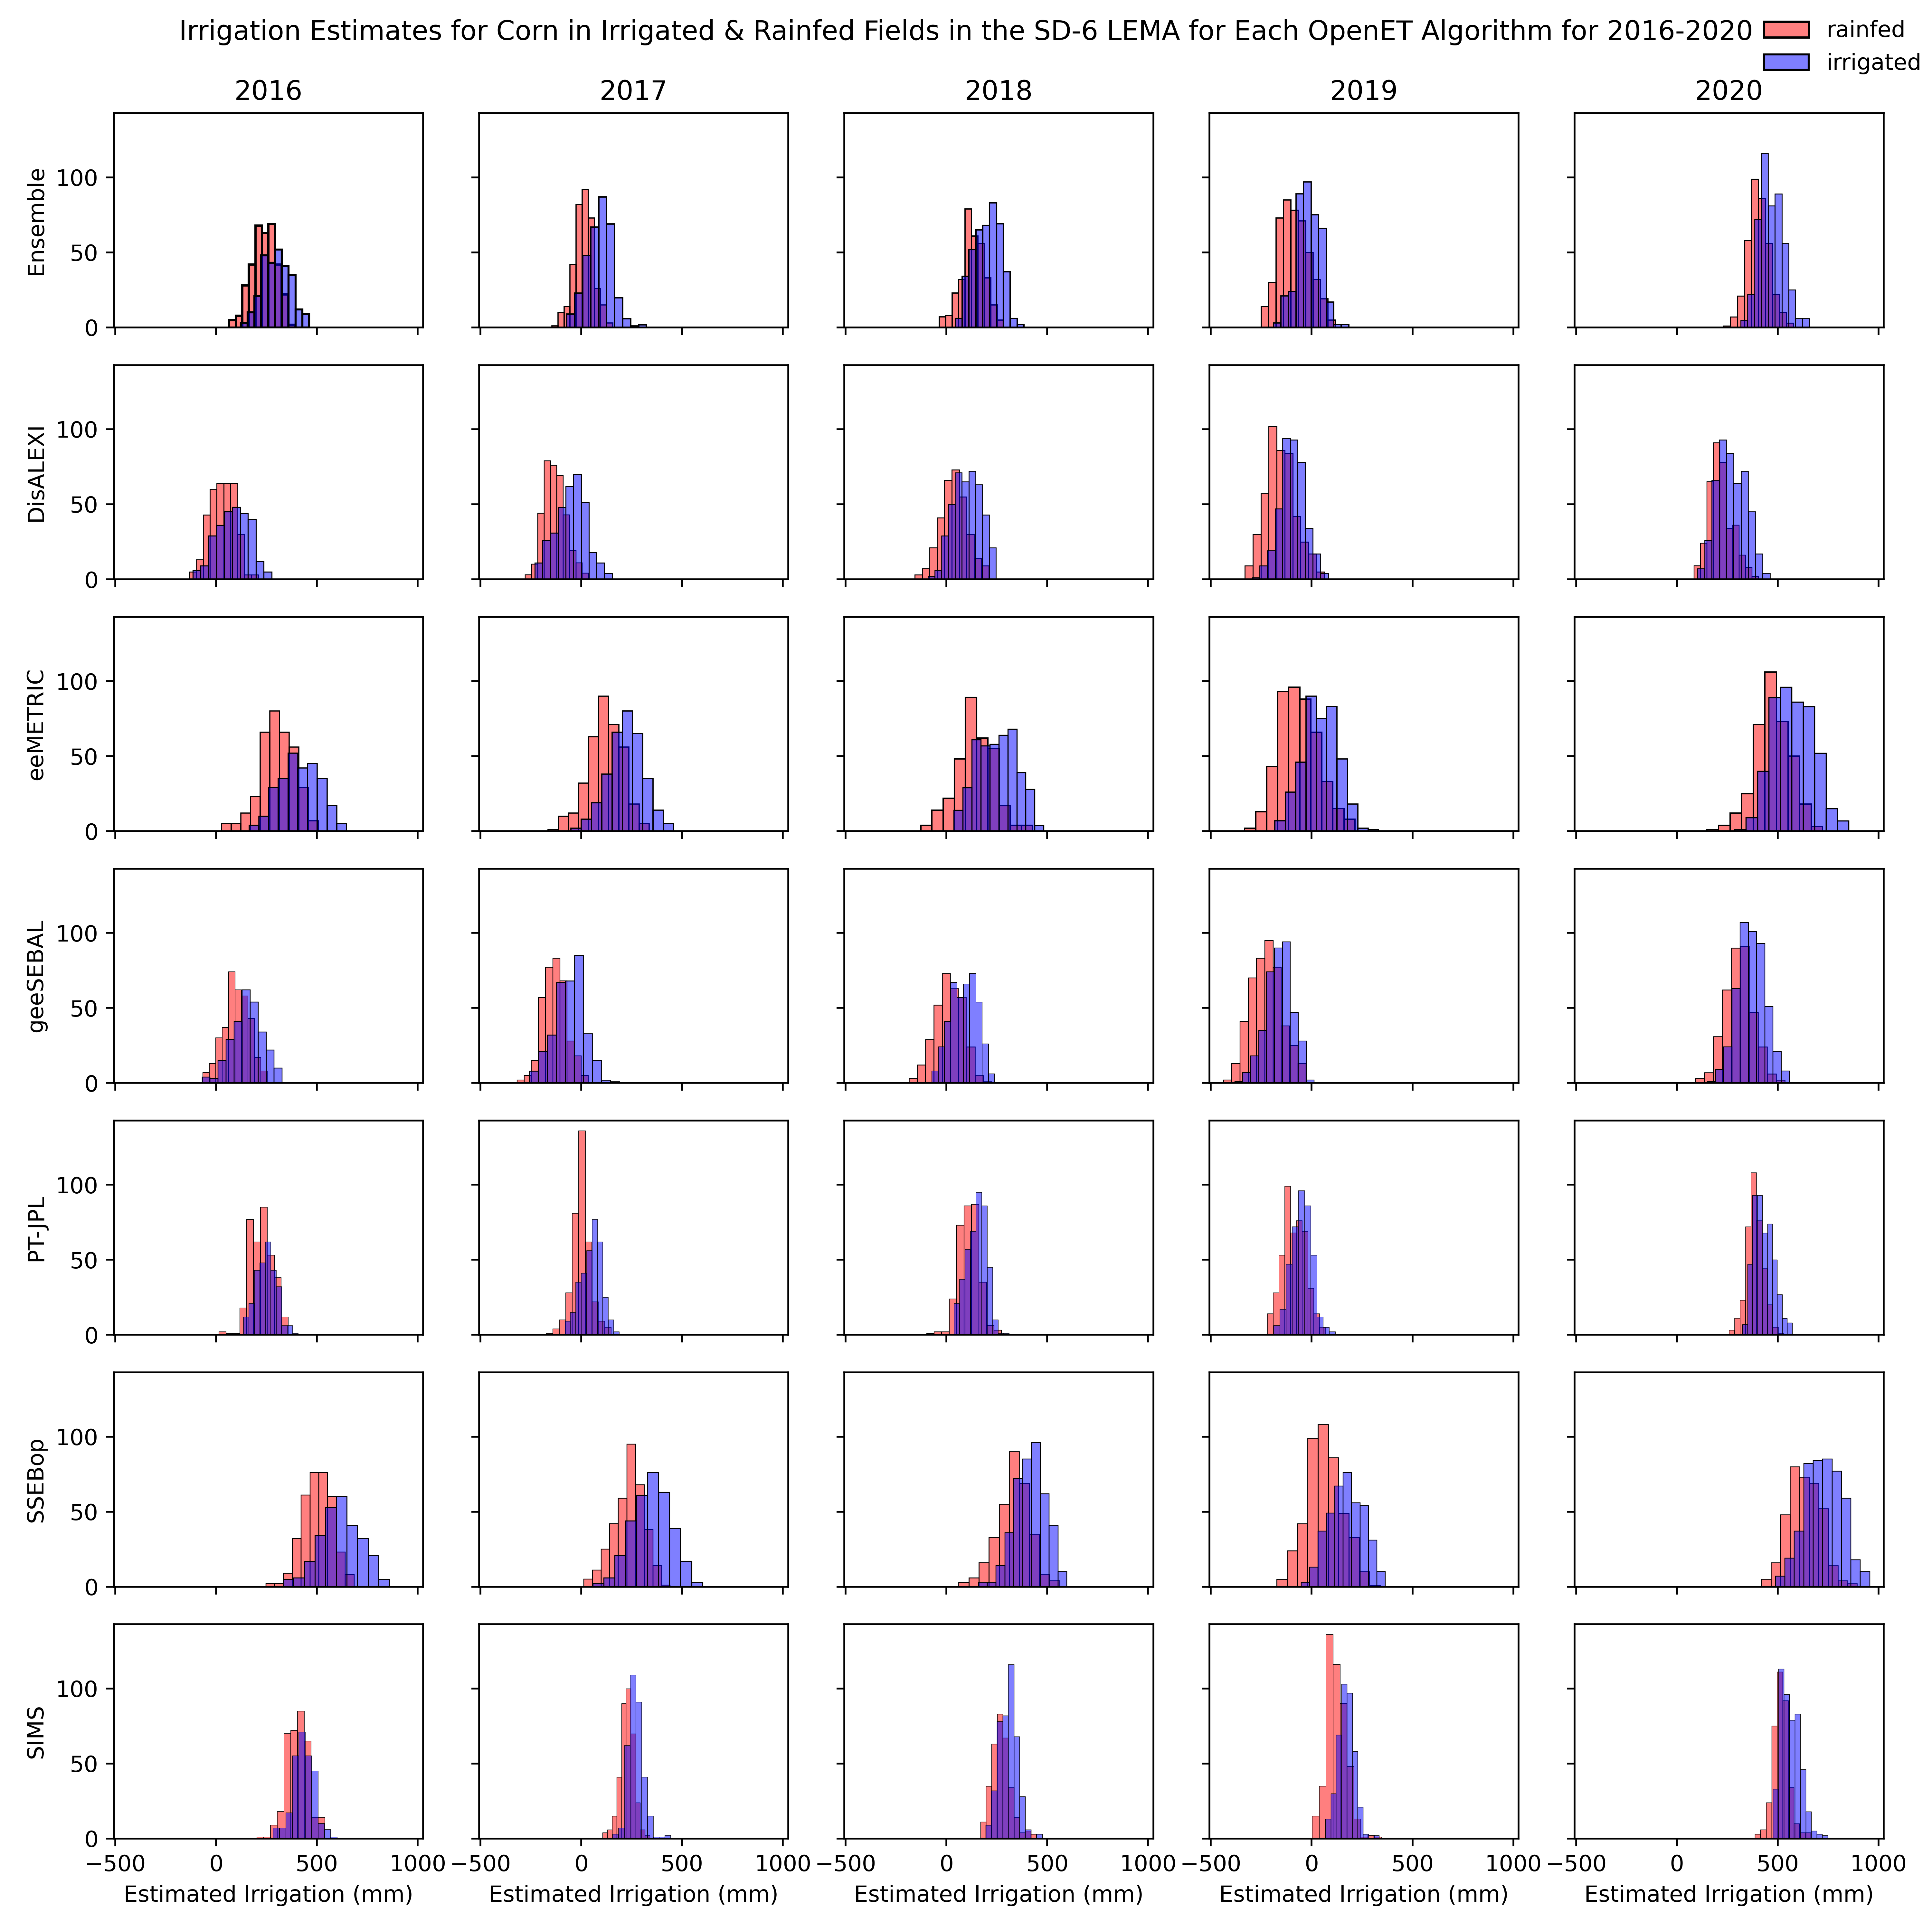 Irrigation Estimates for Corn in Irrigated & Rainfed Fields in the SD-6 LEMA for Each OpenET Algorithm for 2016-2020
rainfed
irrigated
2016 2017 2018 2019 2020
Ensemble
100
50
0
DisALEXI
100
50
0
eeMETRIC
100
50
0
geeSEBAL
100
50
0
PT-JPL
100
50
0
SSEBop
100
50
0
SIMS
100
50
0
−500 0 500 1000 −500 0 500 1000 −500 0 500 1000 −500 0 500 1000 −500 0 500 1000
Estimated Irrigation (mm) Estimated Irrigation (mm) Estimated Irrigation (mm) Estimated Irrigation (mm) Estimated Irrigation (mm)